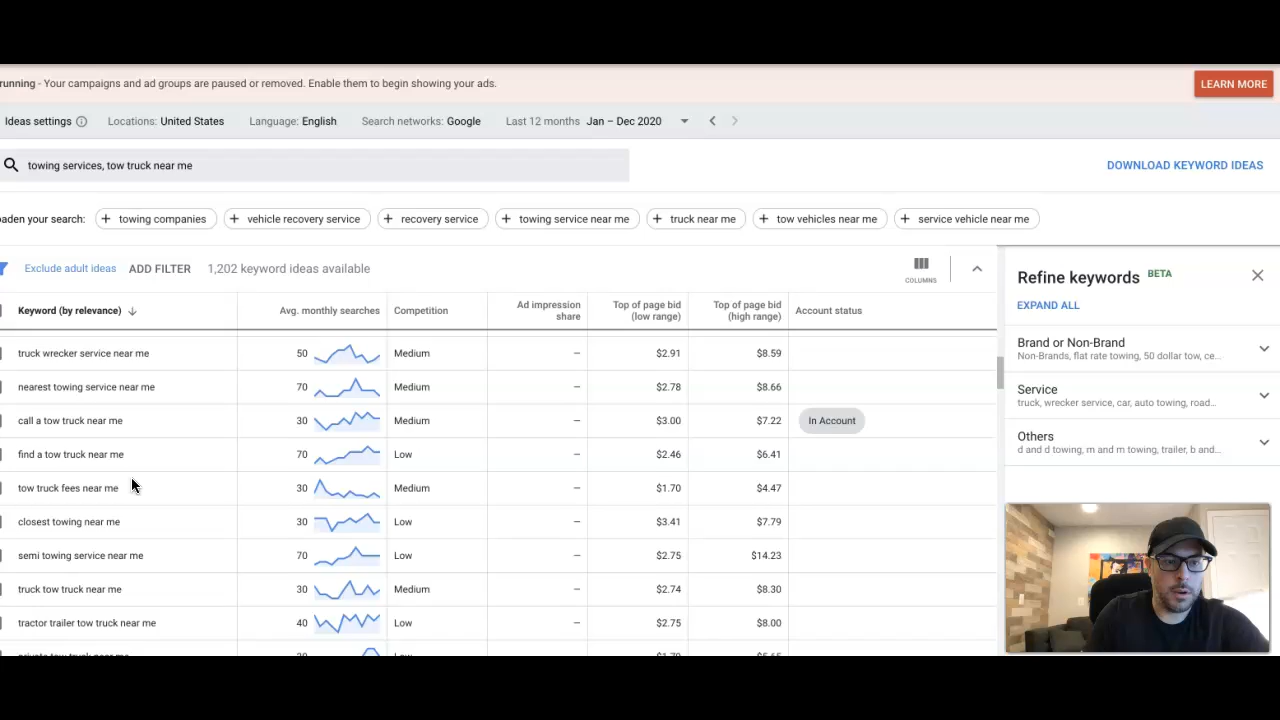 running - Your campaigns and ad groups are paused or removed. Enable them to begin showing your ads.
LEARN MORE
Ideas settings Locations: United States Language: English Search networks: Google Last 12 months Jan – Dec 2020
towing services, tow truck near me
DOWNLOAD KEYWORD IDEAS
aden your search: + towing companies + vehicle recovery service + recovery service + towing service near me + truck near me + tow vehicles near me + service vehicle near me
Exclude adult ideas ADD FILTER 1,202 keyword ideas available
COLUMNS
Keyword (by relevance) Avg. monthly searches Competition Ad impression share Top of page bid (low range) Top of page bid (high range) Account status
truck wrecker service near me 50 Medium – $2.91 $8.59
nearest towing service near me 70 Medium – $2.78 $8.66
call a tow truck near me 30 Medium – $3.00 $7.22 In Account
find a tow truck near me 70 Low – $2.46 $6.41
tow truck fees near me 30 Medium – $1.70 $4.47
closest towing near me 30 Low – $3.41 $7.79
semi towing service near me 70 Low – $2.75 $14.23
truck tow truck near me 30 Medium – $2.74 $8.30
tractor trailer tow truck near me 40 Low – $2.75 $8.00
Refine keywords BETA
EXPAND ALL
Brand or Non-Brand
Non-Brands, flat rate towing, 50 dollar tow, ce...
Service
truck, wrecker service, car, auto towing, road...
Others
d and d towing, m and m towing, trailer, b and...